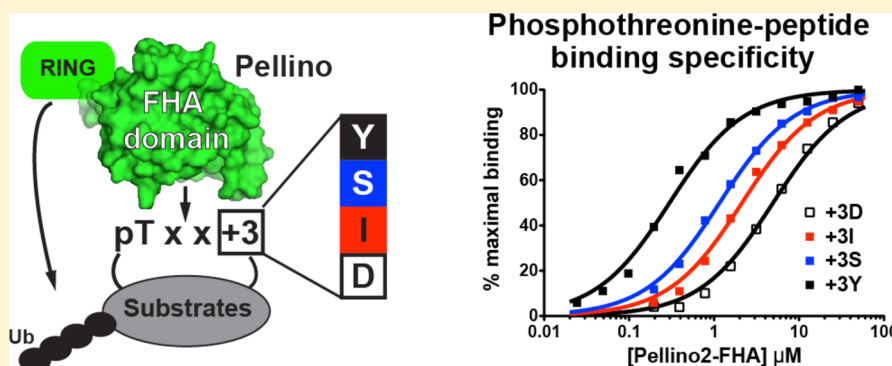 RING
Pellino
FHA
domain
pT x x +3
Y
S
I
D
Substrates
Ub
Phosphothreonine-peptide
binding specificity
% maximal binding
100
80
60
40
20
0
+3D
+3I
+3S
+3Y
0.01
0.1
1
10
100
[Pellino2-FHA] µM